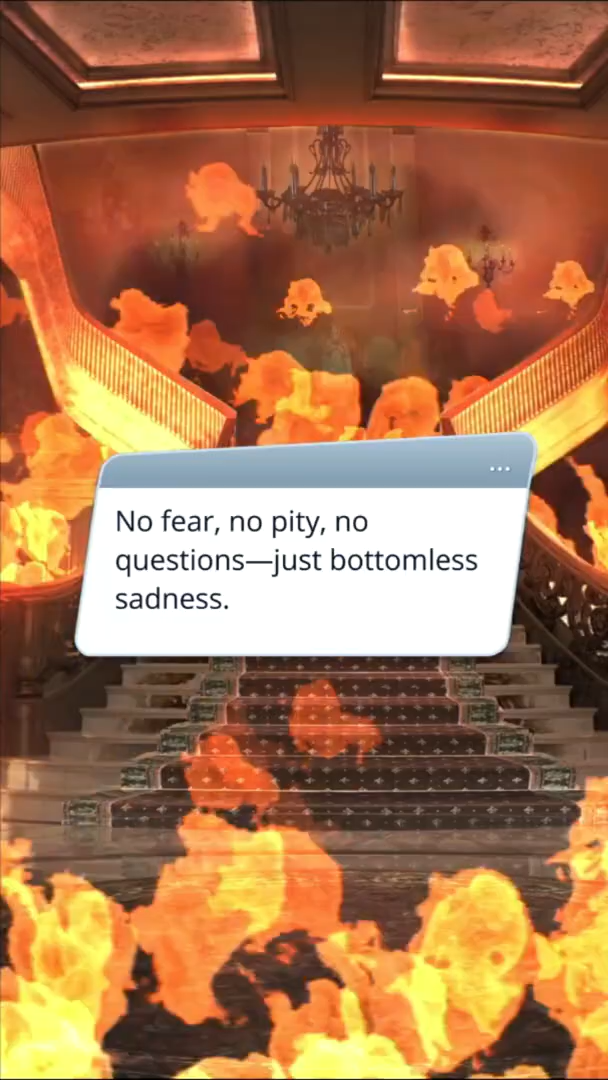 ...
No fear, no pity, no
questions—just bottomless
sadness.